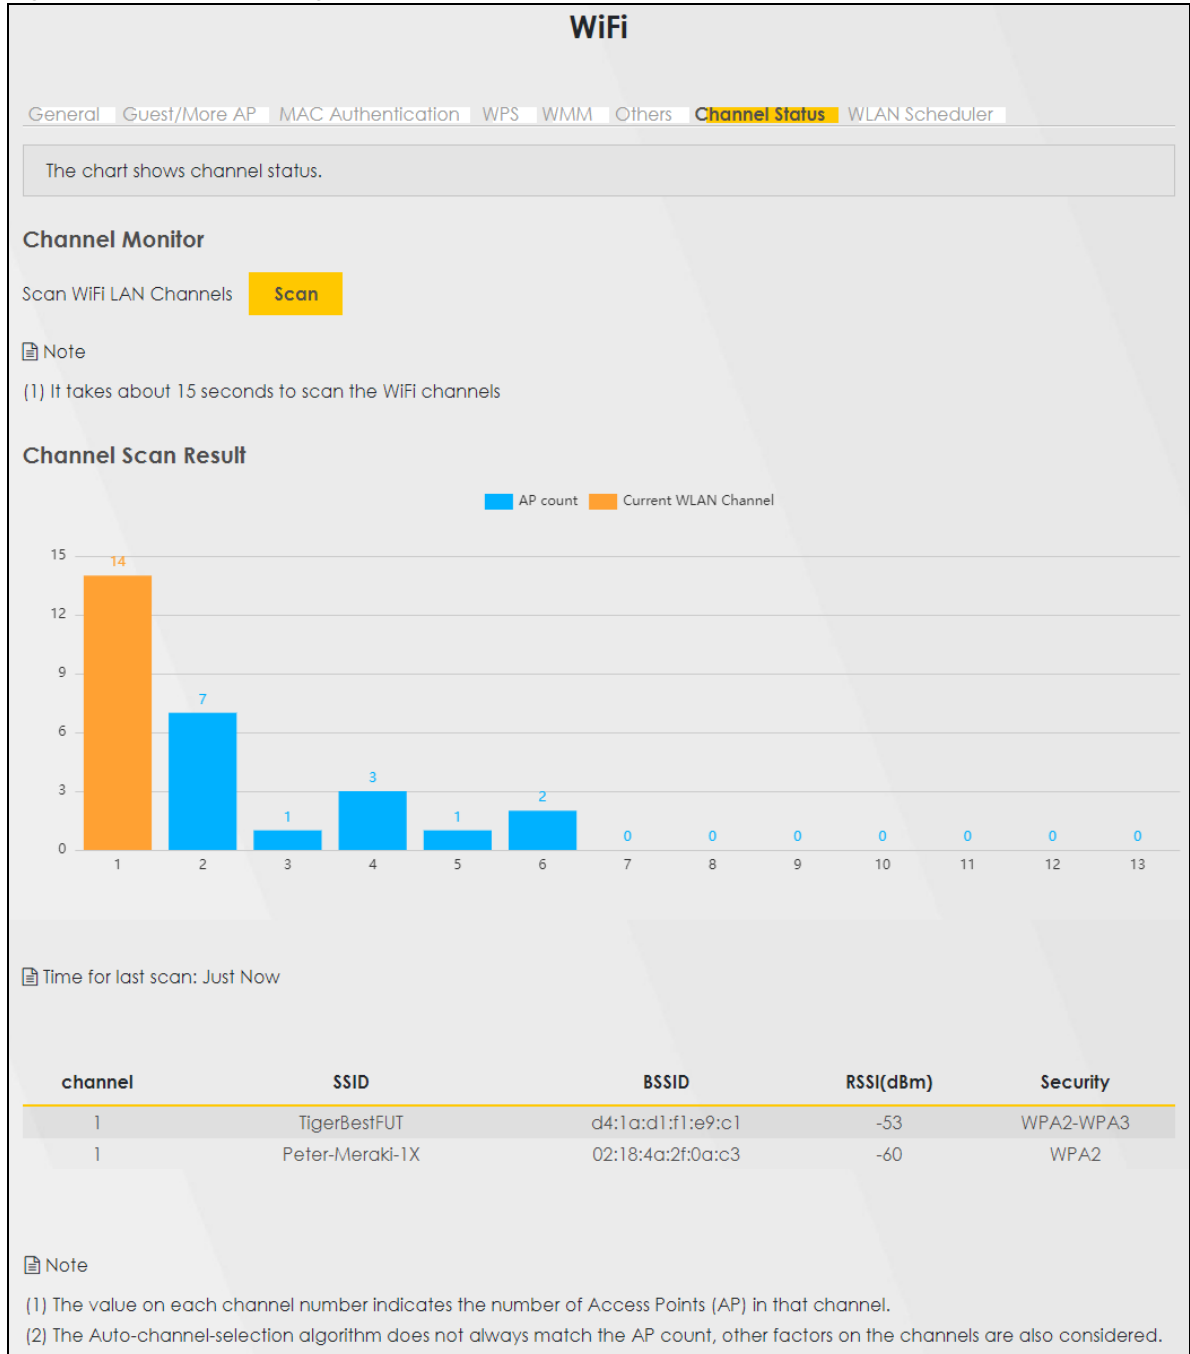 WiFi
General Guest/More AP MAC Authentication WPS WMM Others Channel Status WLAN Scheduler
The chart shows channel status.
Channel Monitor
Scan WiFi LAN Channels Scan
Note
(1) It takes about 15 seconds to scan the WiFi channels
Channel Scan Result
AP count Current WLAN Channel
15
12
9
6
3
0
14 7 1 3 1 2 0 0 0 0 0 0 0
1 2 3 4 5 6 7 8 9 10 11 12 13
Time for last scan: Just Now
channel SSID BSSID RSSI(dBm) Security
1 TigerBestFUT d4:1a:d1:f1:e9:c1 -53 WPA2-WPA3
1 Peter-Meraki-1X 02:18:4a:2f:0a:c3 -60 WPA2
Note
(1) The value on each channel number indicates the number of Access Points (AP) in that channel.
(2) The Auto-channel-selection algorithm does not always match the AP count, other factors on the channels are also considered.